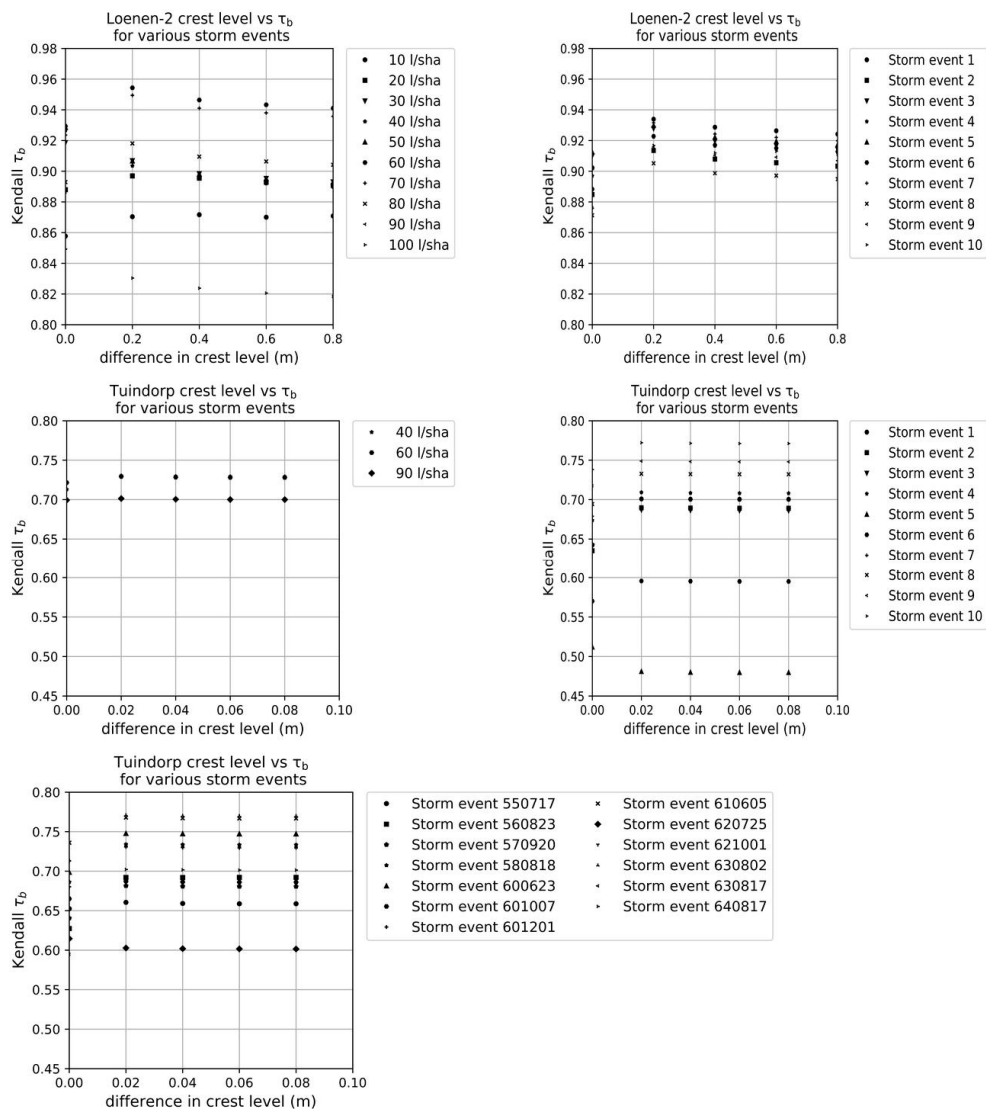 Loenen-2 crest level vs τb
for various storm events
Kendall τb
0.98
0.96
0.94
0.92
0.90
0.88
0.86
0.84
0.82
0.80
0.0 0.2 0.4 0.6 0.8
difference in crest level (m)
10 l/sha
20 l/sha
30 l/sha
40 l/sha
50 l/sha
60 l/sha
70 l/sha
80 l/sha
90 l/sha
100 l/sha
Loenen-2 crest level vs τb
for various storm events
Kendall τb
0.98
0.96
0.94
0.92
0.90
0.88
0.86
0.84
0.82
0.80
0.0 0.2 0.4 0.6 0.8
difference in crest level (m)
Storm event 1
Storm event 2
Storm event 3
Storm event 4
Storm event 5
Storm event 6
Storm event 7
Storm event 8
Storm event 9
Storm event 10
Tuindorp crest level vs τb
for various storm events
Kendall τb
0.80
0.75
0.70
0.65
0.60
0.55
0.50
0.45
0.00 0.02 0.04 0.06 0.08 0.10
difference in crest level (m)
40 l/sha
60 l/sha
90 l/sha
Tuindorp crest level vs τb
for various storm events
Kendall τb
0.80
0.75
0.70
0.65
0.60
0.55
0.50
0.45
0.00 0.02 0.04 0.06 0.08 0.10
difference in crest level (m)
Storm event 1
Storm event 2
Storm event 3
Storm event 4
Storm event 5
Storm event 6
Storm event 7
Storm event 8
Storm event 9
Storm event 10
Tuindorp crest level vs τb
for various storm events
Kendall τb
0.80
0.75
0.70
0.65
0.60
0.55
0.50
0.45
0.00 0.02 0.04 0.06 0.08 0.10
difference in crest level (m)
Storm event 550717
Storm event 560823
Storm event 570920
Storm event 580818
Storm event 600623
Storm event 601007
Storm event 601201
Storm event 610605
Storm event 620725
Storm event 621001
Storm event 630802
Storm event 630817
Storm event 640817